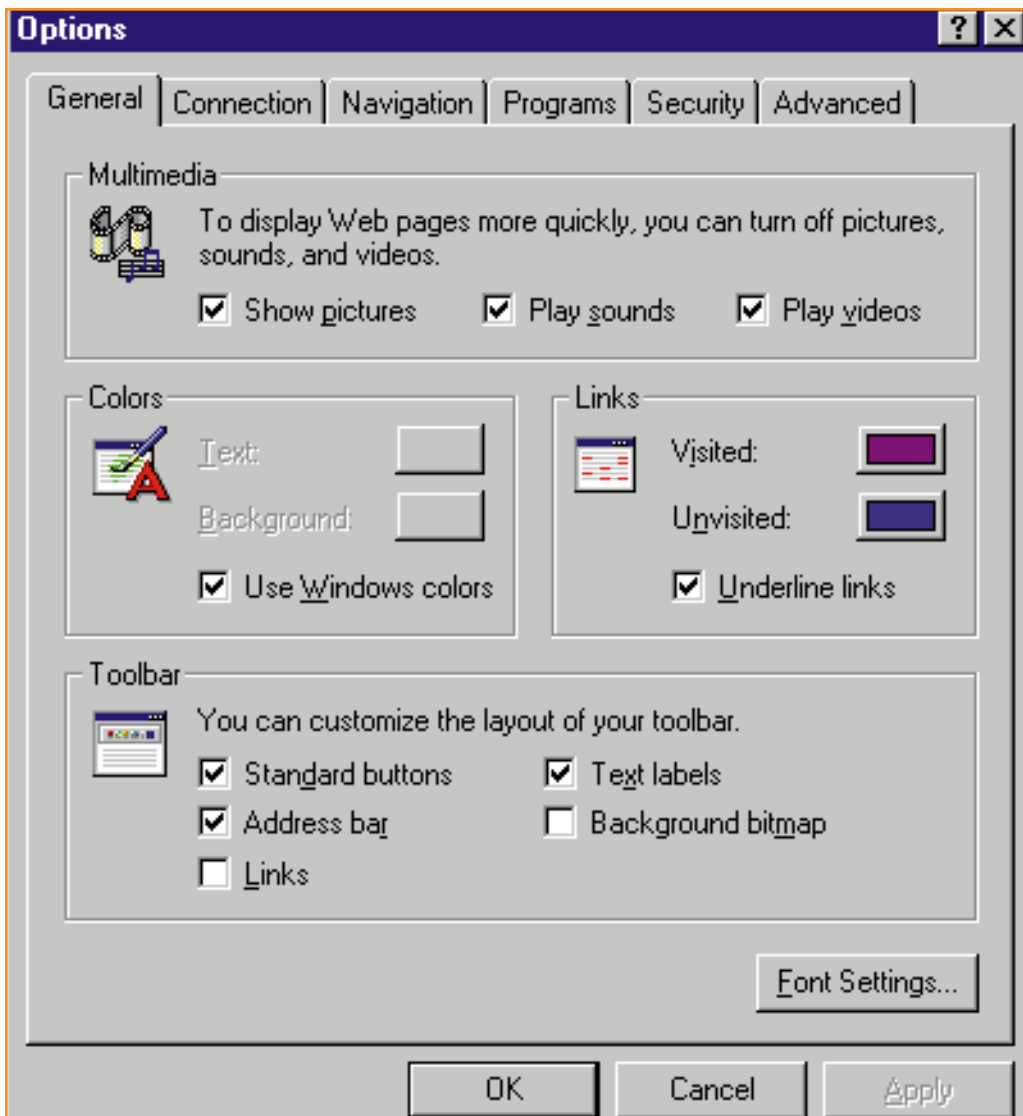 Options
General Connection Navigation Programs Security Advanced
Multimedia
To display Web pages more quickly, you can turn off pictures,
sounds, and videos.
Show pictures Play sounds Play videos
Colors
Text:
Background:
Use Windows colors
Links
Visited:
Unvisited:
Underline links
Toolbar
You can customize the layout of your toolbar.
Standard buttons Text labels
Address bar Background bitmap
Links
Font Settings...
OK Cancel Apply